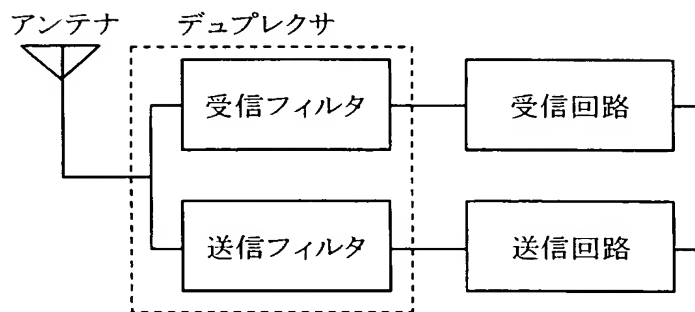 アンテナ
デュプレクサ
受信フィルタ
受信回路
送信フィルタ
送信回路